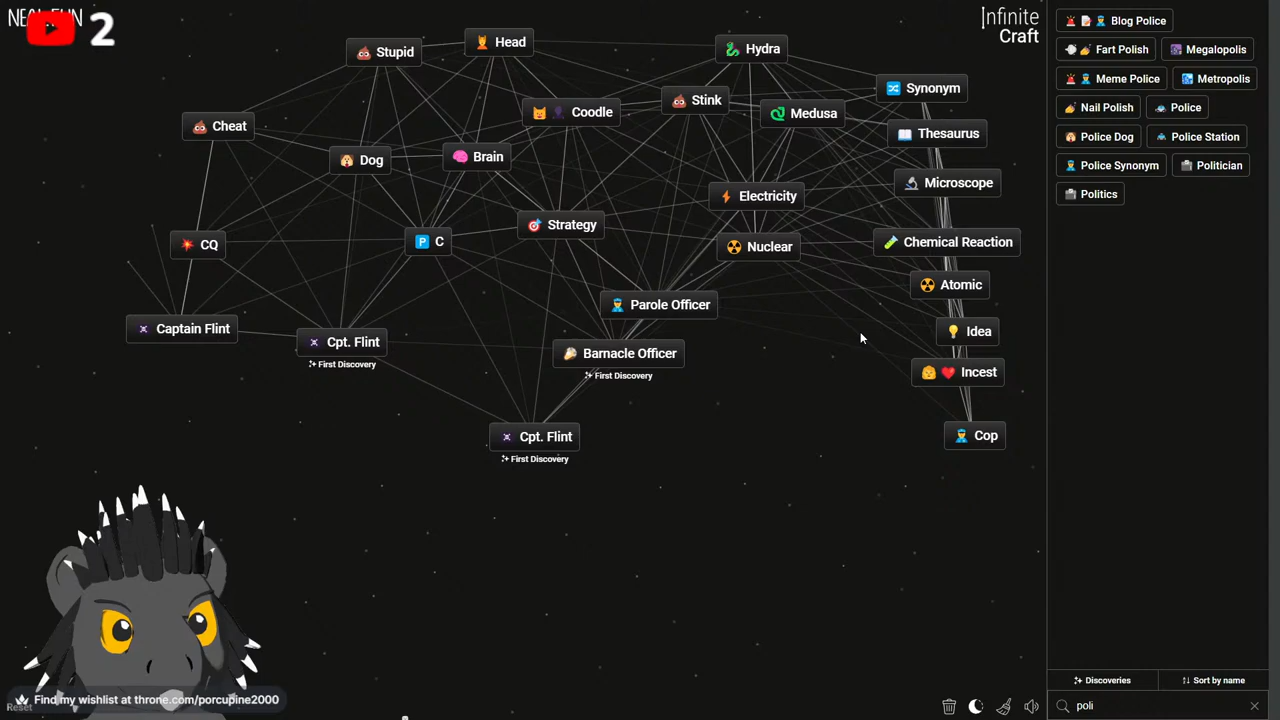 NEAL.FUN
2
Infinite
Craft
Stupid
Head
Hydra
Synonym
Cheat
Coodle
Stink
Medusa
Thesaurus
Dog
Brain
Microscope
Electricity
CQ
P C
Strategy
Nuclear
Chemical Reaction
Atomic
Captain Flint
Parole Officer
Idea
Cpt. Flint
First Discovery
Barnacle Officer
First Discovery
Incest
Cpt. Flint
First Discovery
Cop
Blog Police
Fart Polish
Megalopolis
Meme Police
Metropolis
Nail Polish
Police
Police Dog
Police Station
Police Synonym
Politician
Politics
Discoveries
Sort by name
poli
Find my wishlist at throne.com/porcupine2000
Reset